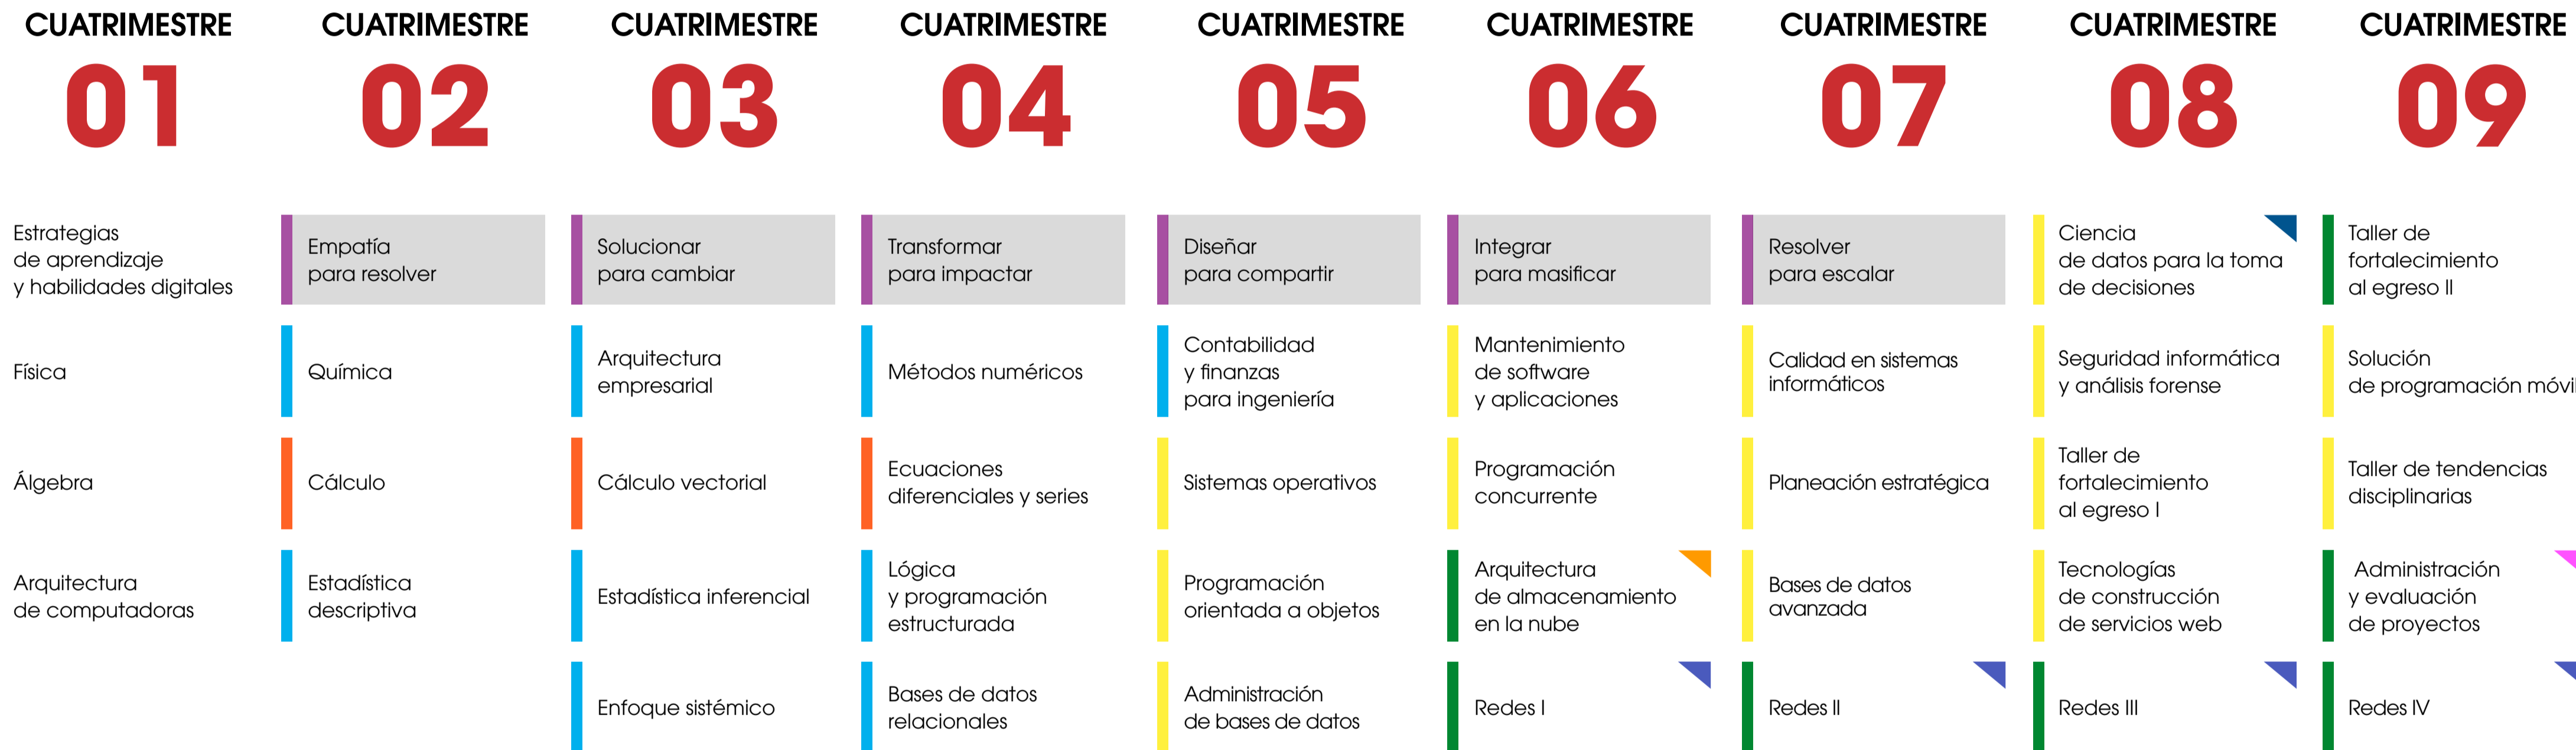 CUATRIMESTRE
01
Estrategias
de aprendizaje
y habilidades digitales
Física
Álgebra
Arquitectura
de computadoras
CUATRIMESTRE
02
Empatía
para resolver
Química
Cálculo
Estadística
descriptiva
CUATRIMESTRE
03
Solucionar
para cambiar
Arquitectura
empresarial
Cálculo vectorial
Estadística inferencial
Enfoque sistémico
CUATRIMESTRE
04
Transformar
para impactar
Métodos numéricos
Ecuaciones
diferenciales y series
Lógica
y programación
estructurada
Bases de datos
relacionales
CUATRIMESTRE
05
Diseñar
para compartir
Contabilidad
y finanzas
para ingeniería
Sistemas operativos
Programación
orientada a objetos
Administración
de bases de datos
CUATRIMESTRE
06
Integrar
para masificar
Mantenimiento
de software
y aplicaciones
Programación
concurrente
Arquitectura
de almacenamiento
en la nube
Redes I
CUATRIMESTRE
07
Resolver
para escalar
Calidad en sistemas
informáticos
Planeación estratégica
Bases de datos
avanzada
Redes II
CUATRIMESTRE
08
Ciencia
de datos para la toma
de decisiones
Seguridad informática
y análisis forense
Taller de
fortalecimiento
al egreso I
Tecnologías
de construcción
de servicios web
Redes III
CUATRIMESTRE
09
Taller de
fortalecimiento
al egreso II
Solución
de programación móvil
Taller de tendencias
disciplinarias
Administración
y evaluación
de proyectos
Redes IV